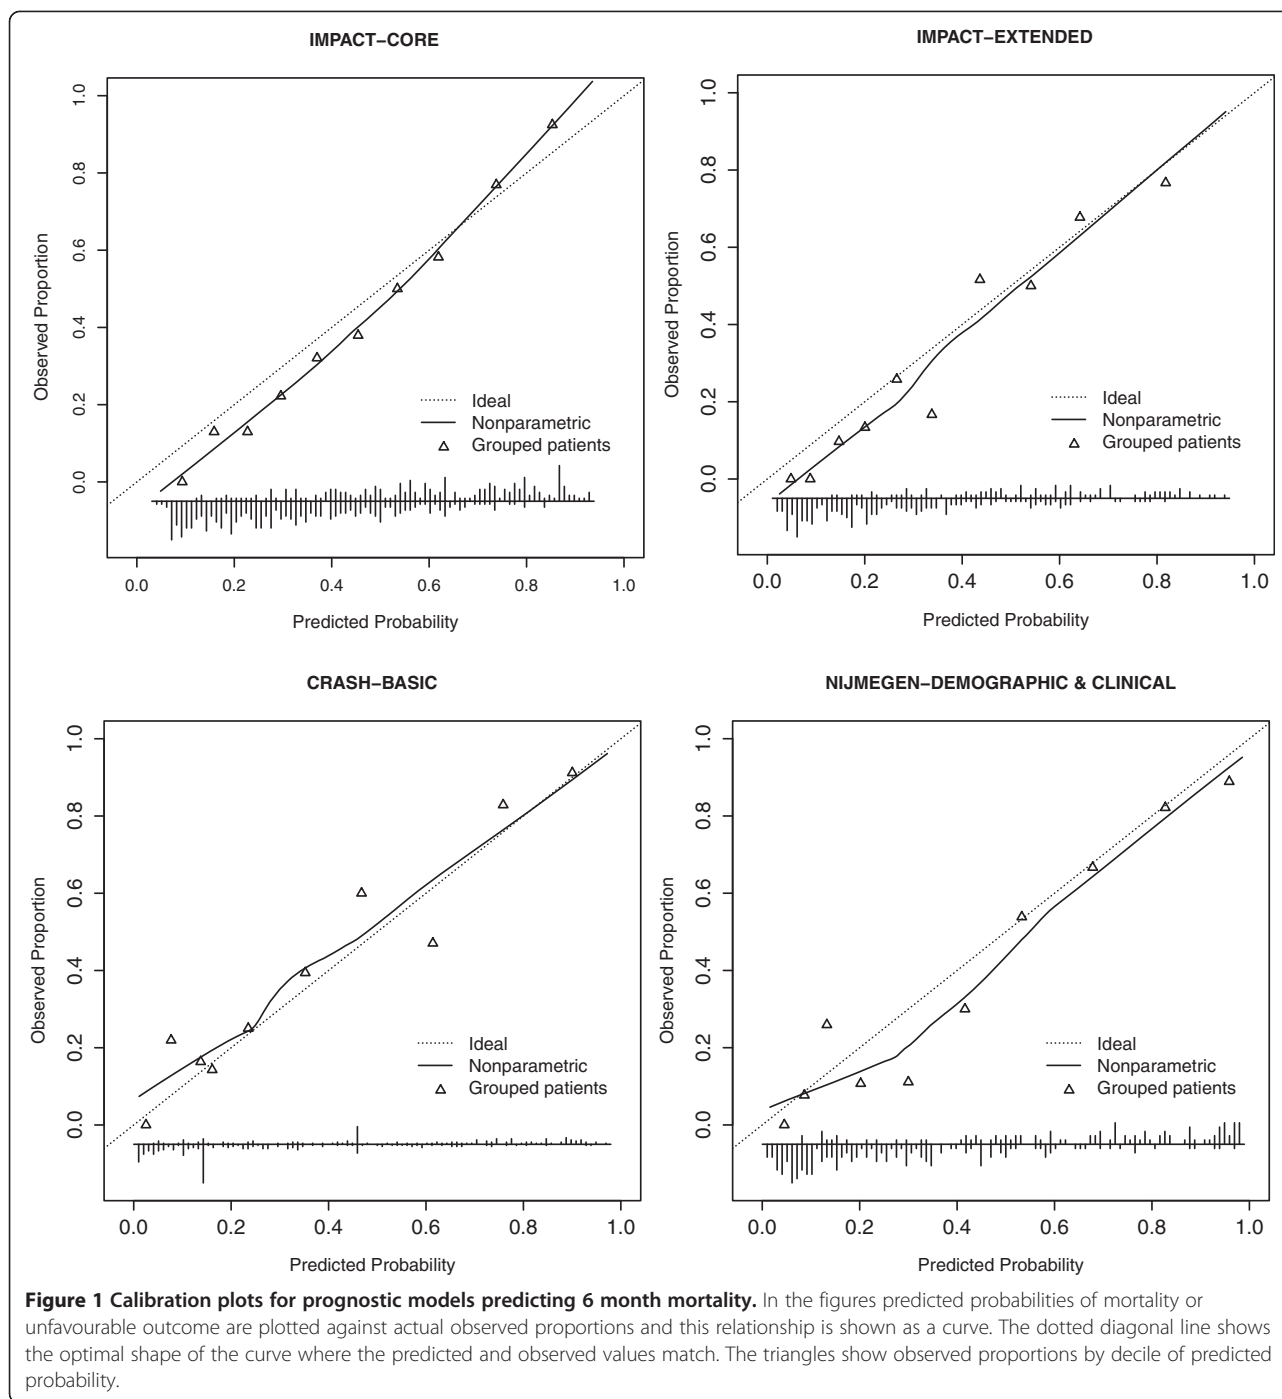 IMPACT–CORE
1.0
0.8
0.6
0.4
0.2
0.0
Observed Proportion
Ideal
Nonparametric
Grouped patients
0.0 0.2 0.4 0.6 0.8 1.0
Predicted Probability
IMPACT–EXTENDED
1.0
0.8
0.6
0.4
0.2
0.0
Observed Proportion
Ideal
Nonparametric
Grouped patients
0.0 0.2 0.4 0.6 0.8 1.0
Predicted Probability
CRASH–BASIC
1.0
0.8
0.6
0.4
0.2
0.0
Observed Proportion
Ideal
Nonparametric
Grouped patients
0.0 0.2 0.4 0.6 0.8 1.0
Predicted Probability
NIJMEGEN–DEMOGRAPHIC & CLINICAL
1.0
0.8
0.6
0.4
0.2
0.0
Observed Proportion
Ideal
Nonparametric
Grouped patients
0.0 0.2 0.4 0.6 0.8 1.0
Predicted Probability
Figure 1 Calibration plots for prognostic models predicting 6 month mortality. In the figures predicted probabilities of mortality or
unfavourable outcome are plotted against actual observed proportions and this relationship is shown as a curve. The dotted diagonal line shows
the optimal shape of the curve where the predicted and observed values match. The triangles show observed proportions by decile of predicted
probability.